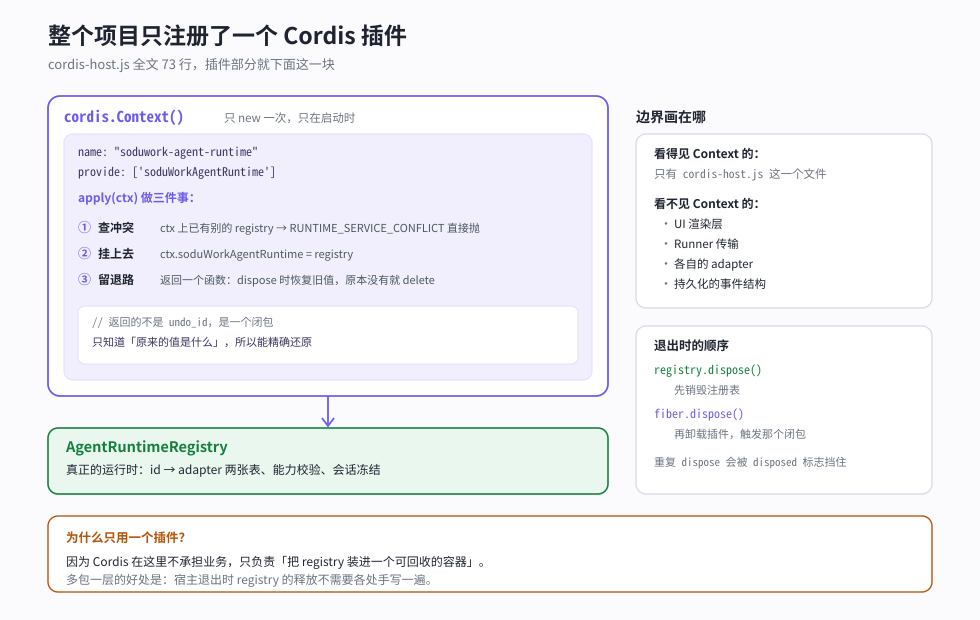 整个项目只注册了一个 Cordis 插件
cordis-host.js 全文 73 行，插件部分就下面这一块
cordis.Context()
只 new 一次，只在启动时
name: "soduwork-agent-runtime"
provide: ['soduWorkAgentRuntime']
apply(ctx) 做三件事：
① 查冲突 ctx 上已有别的 registry → RUNTIME_SERVICE_CONFLICT 直接抛
② 挂上去 ctx.soduWorkAgentRuntime = registry
③ 留退路 返回一个函数：dispose 时恢复旧值，原本没有就 delete
// 返回的不是 undo_id，是一个闭包
只知道「原来的值是什么」，所以能精确还原
AgentRuntimeRegistry
真正的运行时：id → adapter 两张表、能力校验、会话冻结
边界画在哪
看得见 Context 的：
只有 cordis-host.js 这一个文件
看不见 Context 的：
・UI 渲染层
・Runner 传输
・各自的 adapter
・持久化的事件结构
退出时的顺序
registry.dispose()
先销毁注册表
fiber.dispose()
再卸载插件，触发那个闭包
重复 dispose 会被 disposed 标志挡住
为什么只用一个插件？
因为 Cordis 在这里不承担业务，只负责「把 registry 装进一个可回收的容器」。
多包一层的好处是：宿主退出时 registry 的释放不需要各处手写一遍。